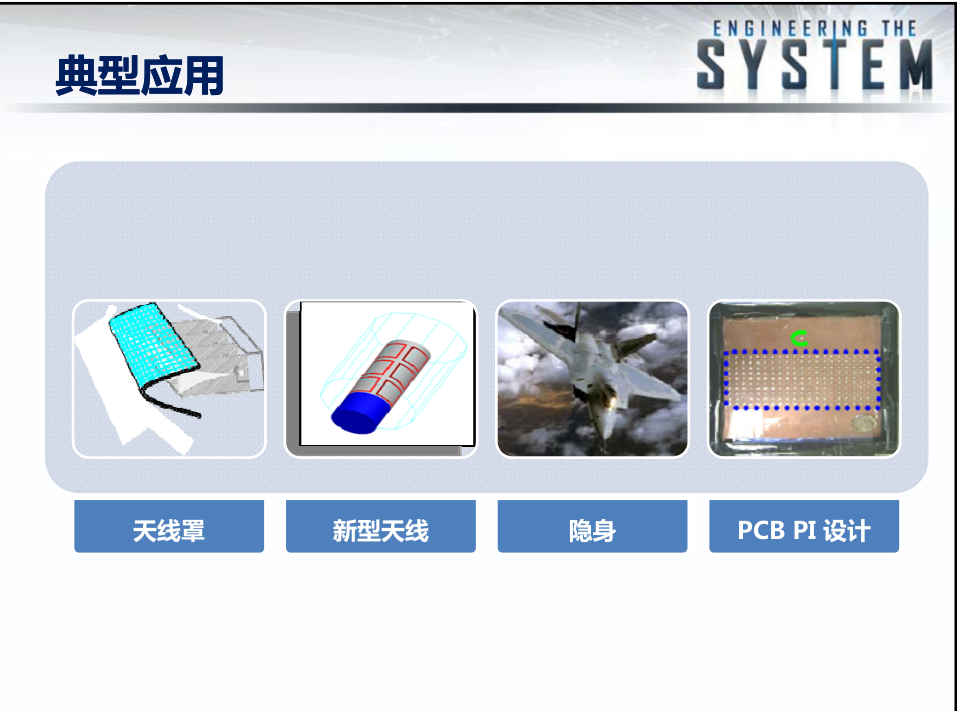 ENGINEERING THE
SYSTEM
典型应用
天线罩
新型天线
隐身
PCB PI 设计